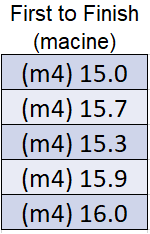 First to Finish
(macine)
(m4) 15.0
(m4) 15.7
(m4) 15.3
(m4) 15.9
(m4) 16.0